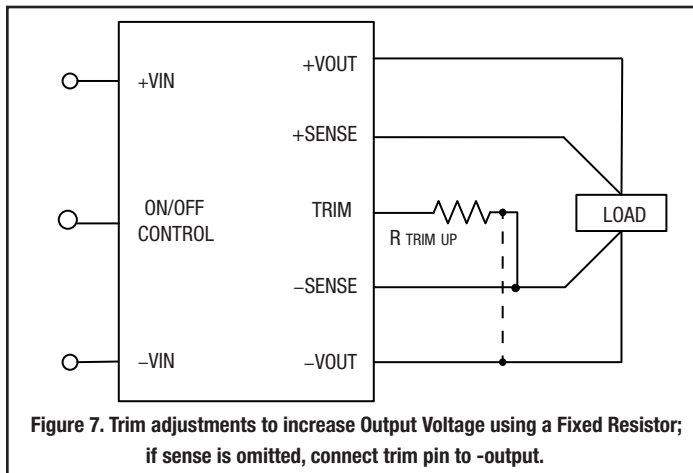 +VOUT
+VIN
+SENSE
ON/OFF
CONTROL
TRIM
R TRIM UP
LOAD
−SENSE
−VIN
−VOUT
Figure 7. Trim adjustments to increase Output Voltage using a Fixed Resistor;
if sense is omitted, connect trim pin to -output.